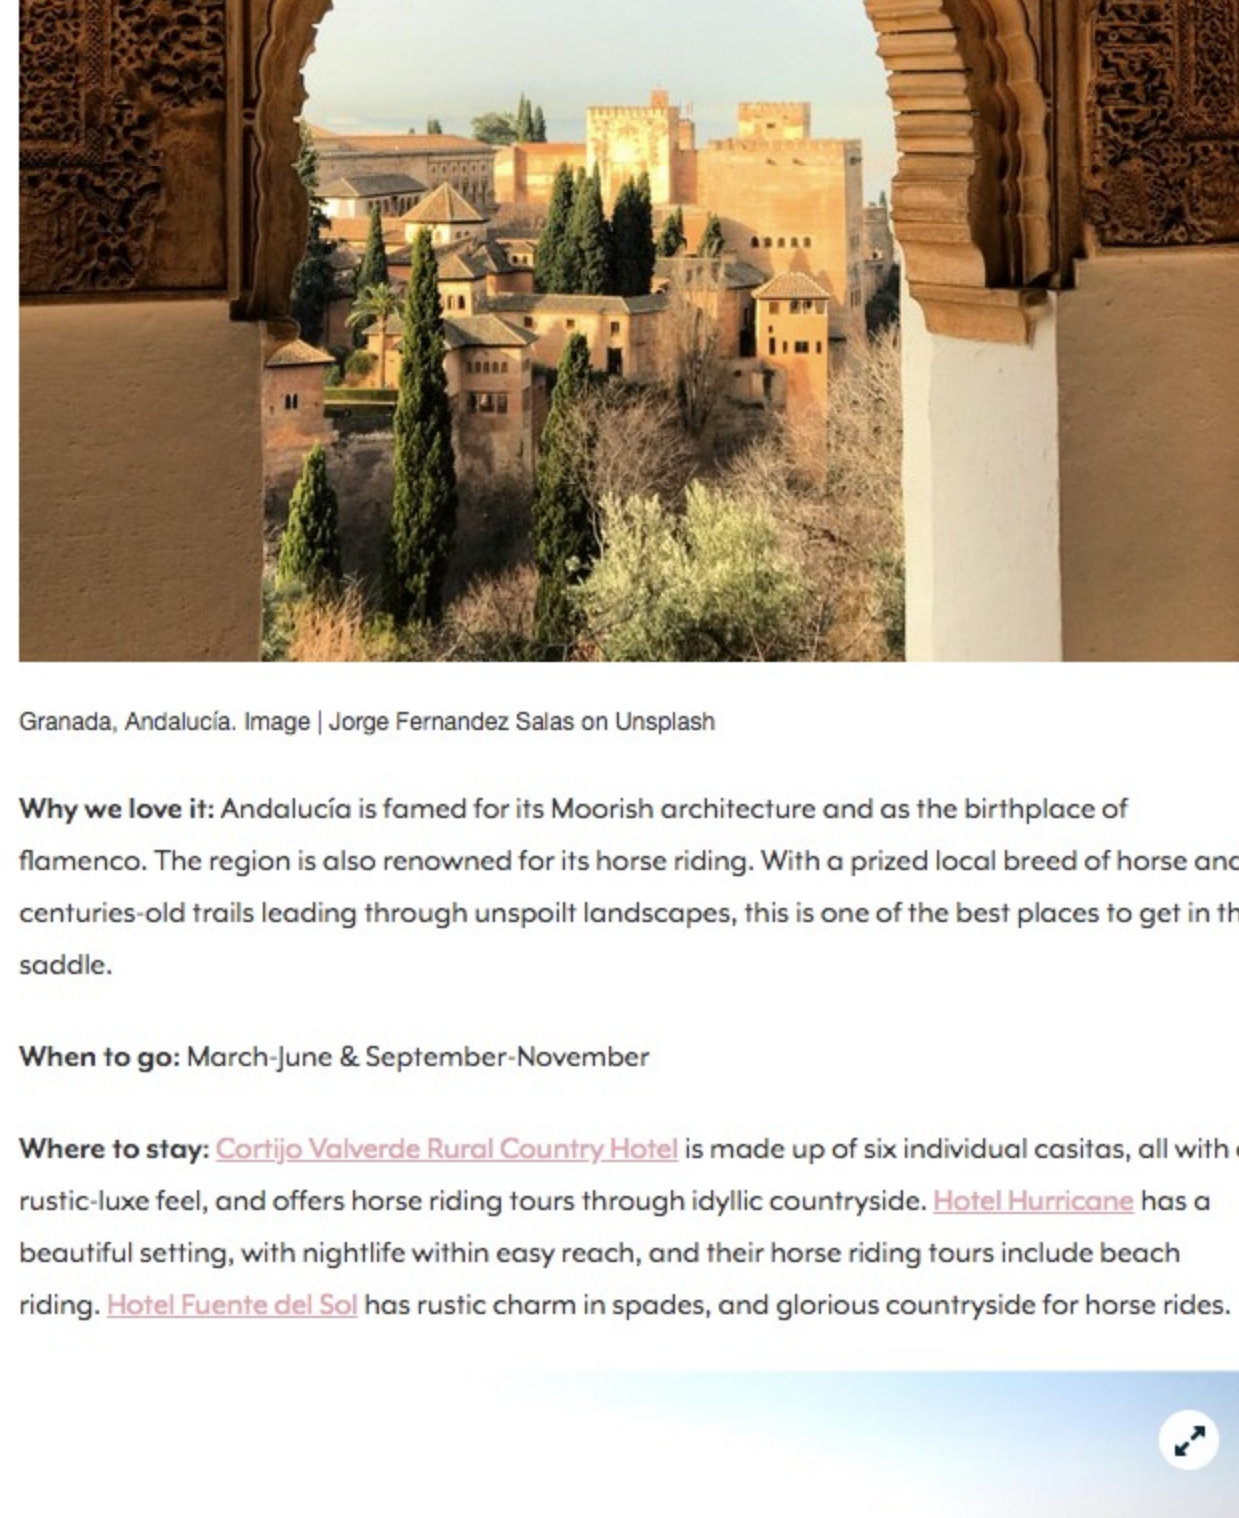 Granada, Andalucía. Image | Jorge Fernandez Salas on Unsplash
Why we love it: Andalucía is famed for its Moorish architecture and as the birthplace of
flamenco. The region is also renowned for its horse riding. With a prized local breed of horse and
centuries-old trails leading through unspoilt landscapes, this is one of the best places to get in th
saddle.
When to go: March-June & September-November
Where to stay: Cortijo Valverde Rural Country Hotel is made up of six individual casitas, all with a
rustic-luxe feel, and offers horse riding tours through idyllic countryside. Hotel Hurricane has a
beautiful setting, with nightlife within easy reach, and their horse riding tours include beach
riding. Hotel Fuente del Sol has rustic charm in spades, and glorious countryside for horse rides.